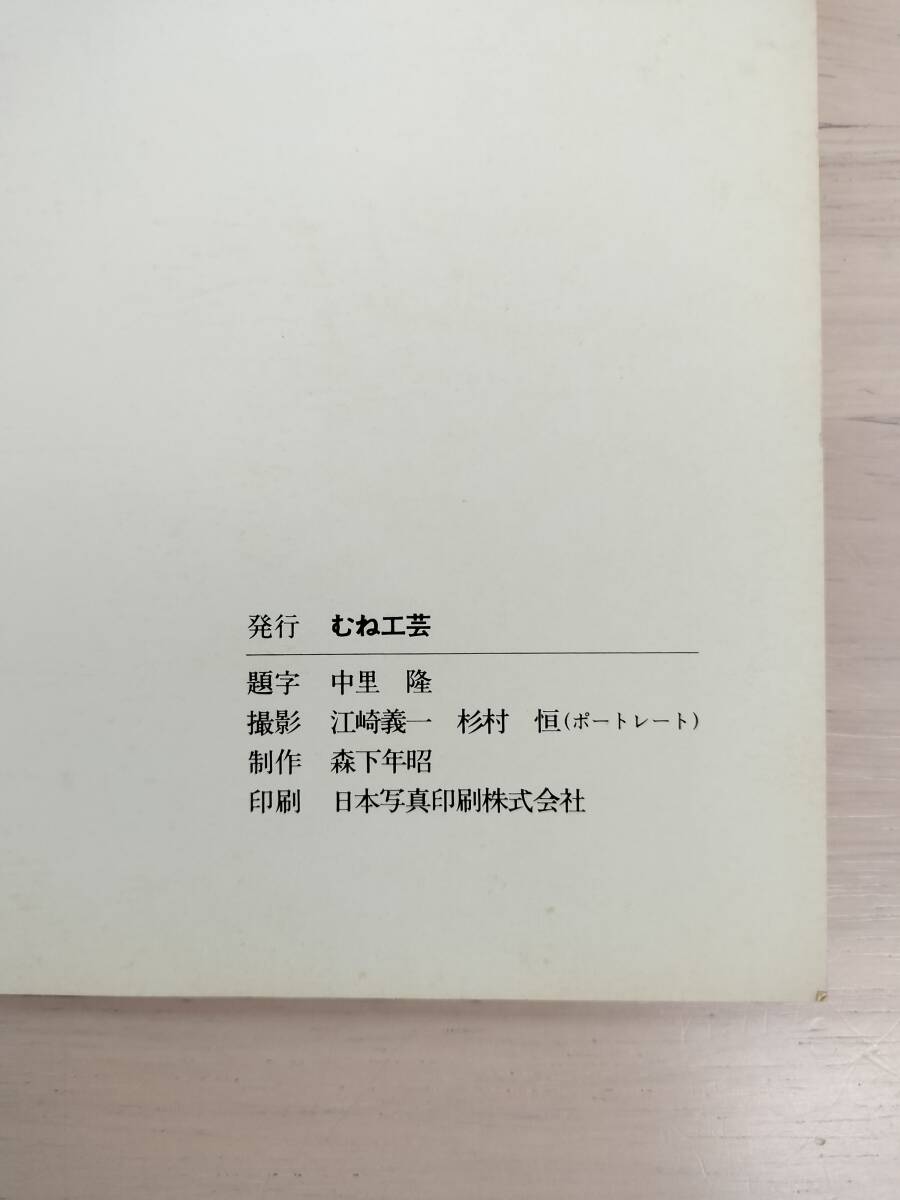 発行　むね工芸
題字　中里　隆
撮影　江崎義一　杉村　恒(ポートレート)
制作　森下年昭
印刷　日本写真印刷株式会社